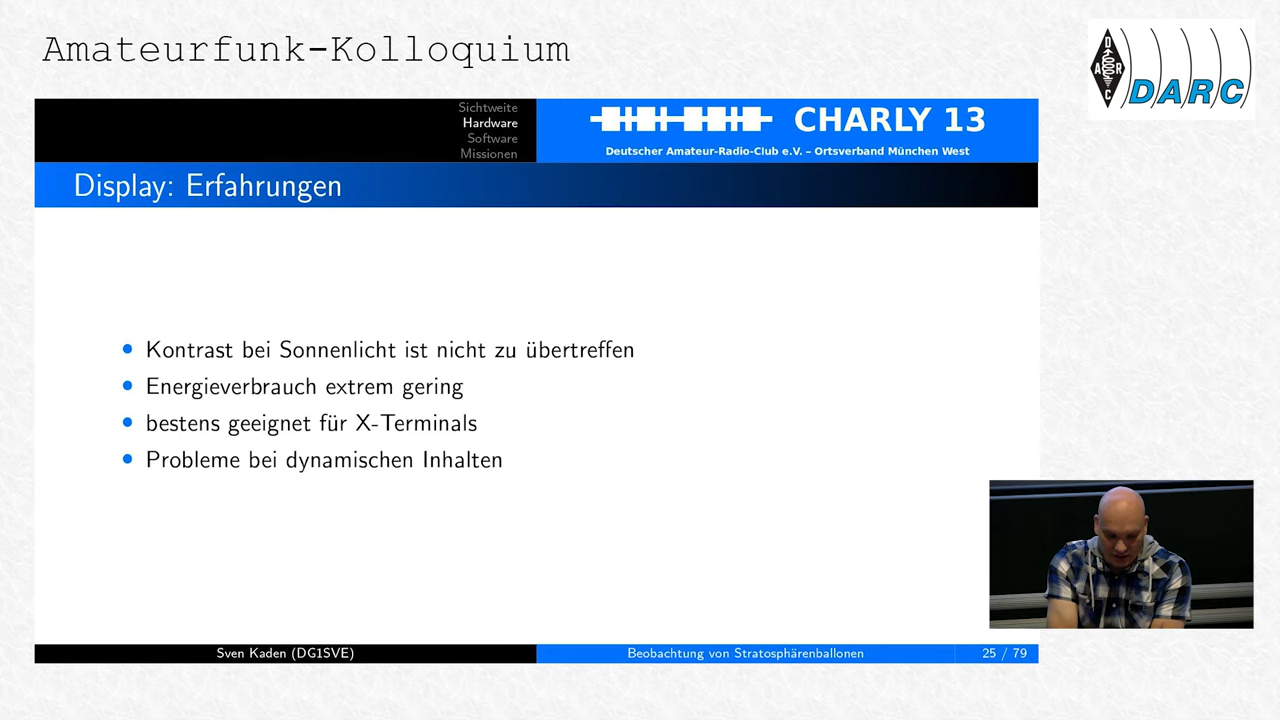 Amateurfunk-Kolloquium
DARC
DARC
Sichtweite
Hardware
Software
Missionen
CHARLY 13
Deutscher Amateur-Radio-Club e.V. – Ortsverband München West
Display: Erfahrungen
• Kontrast bei Sonnenlicht ist nicht zu übertreffen
• Energieverbrauch extrem gering
• bestens geeignet für X-Terminals
• Probleme bei dynamischen Inhalten
Sven Kaden (DG1SVE)
Beobachtung von Stratosphärenballonen
25 / 79